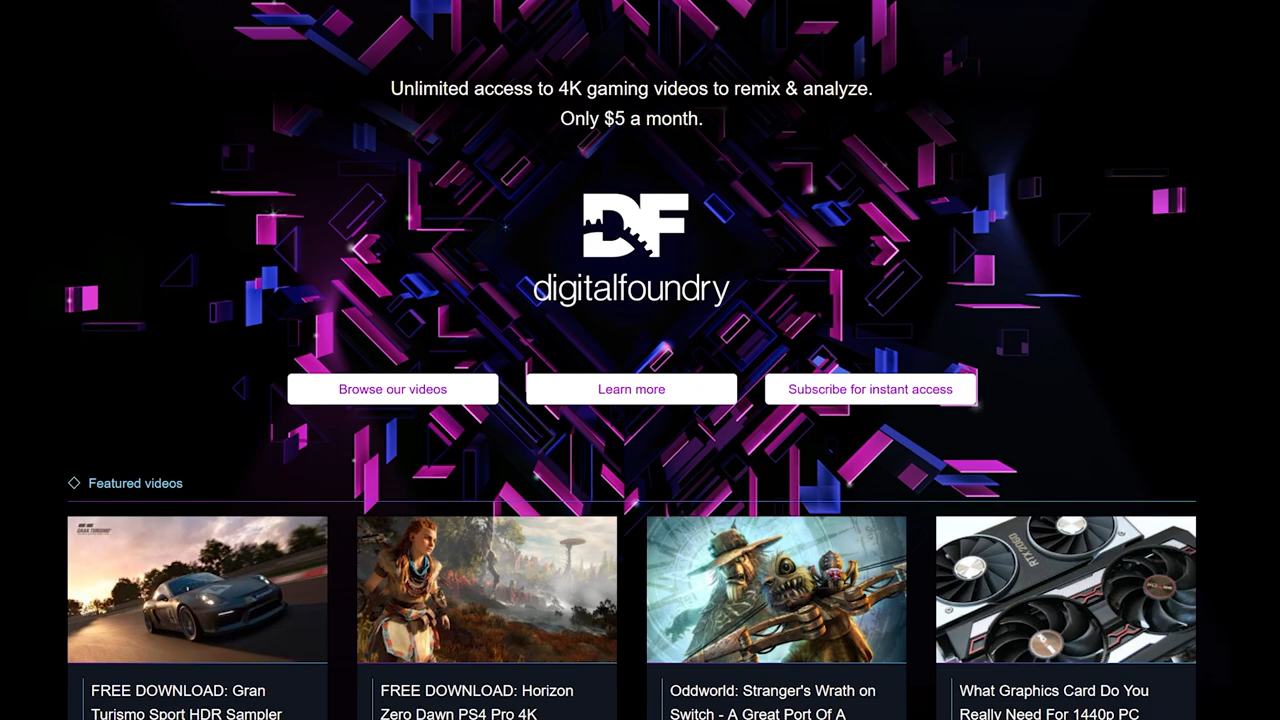 Unlimited access to 4K gaming videos to remix & analyze.
Only $5 a month.
DF
digitalfoundry
Browse our videos
Learn more
Subscribe for instant access
Featured videos
GRAN TURISMO
RTX2060
FREE DOWNLOAD: Gran
Turismo Sport HDR Sampler
FREE DOWNLOAD: Horizon
Zero Dawn PS4 Pro 4K
Oddworld: Stranger's Wrath on
Switch - A Great Port Of A
What Graphics Card Do You
Really Need For 1440p PC